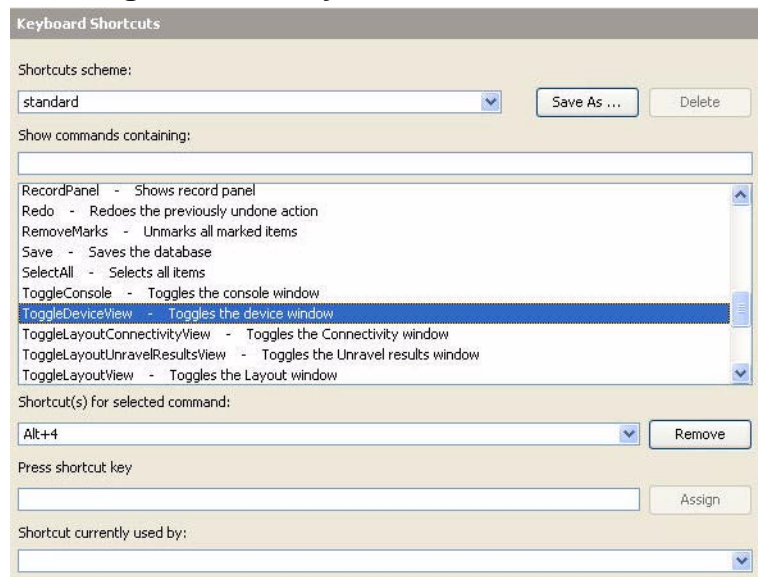 Keyboard Shortcuts
Shortcuts scheme:
standard Save As ... Delete
Show commands containing:
RecordPanel - Shows record panel
Redo - Redoes the previously undone action
RemoveMarks - Unmarks all marked items
Save - Saves the database
SelectAll - Selects all items
ToggleConsole - Toggles the console window
ToggleDeviceView - Toggles the device window
ToggleLayoutConnectivityView - Toggles the Connectivity window
ToggleLayoutUnravelResultsView - Toggles the Unravel results window
ToggleLayoutView - Toggles the Layout window
Shortcut(s) for selected command:
Alt+4 Remove
Press shortcut key
Assign
Shortcut currently used by: